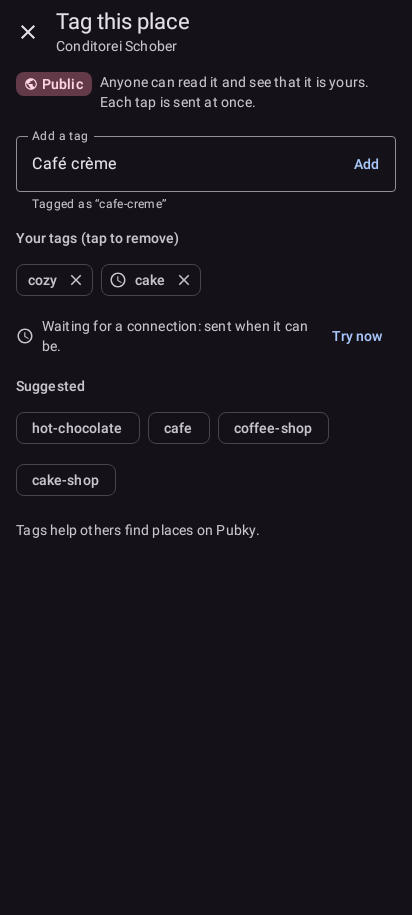 Tag this place
Conditorei Schober
Public
Anyone can read it and see that it is yours.
Each tap is sent at once.
Add a tag
Café crème
Add
Tagged as “cafe-creme”
Your tags (tap to remove)
cozy
cake
Waiting for a connection: sent when it can
be.
Try now
Suggested
hot-chocolate
cafe
coffee-shop
cake-shop
Tags help others find places on Pubky.